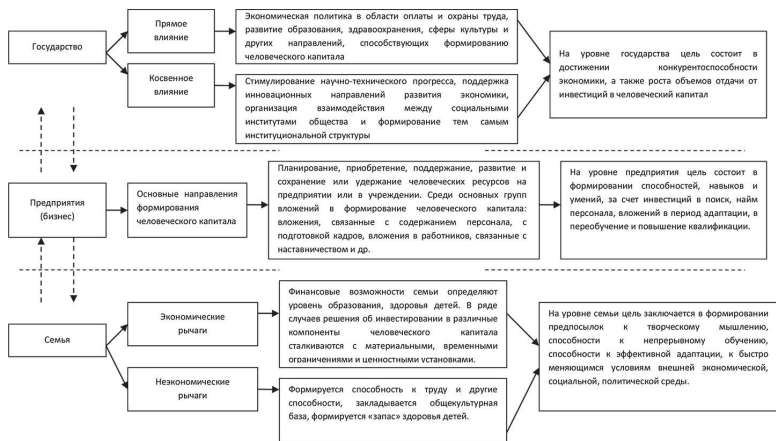 Государство
Прямое
влияние
Экономическая политика в области оплаты и охраны труда,
развитие образования, здравоохранения, сферы культуры и
других направлений, способствующих формированию
человеческого капитала
Косвенное
влияние
Стимулирование научно-технического прогресса, поддержка
инновационных направлений развития экономики,
организация взаимодействия между социальными
институтами общества и формирование тем самым
институциональной структуры
На уровне государства цель состоит в
достижении конкурентоспособности
экономики, а также роста объемов отдачи от
инвестиций в человеческий капитал
Предприятия
(бизнес)
Основные направления
формирования
человеческого капитала
Планирование, приобретение, поддержание, развитие и
сохранение или удержание человеческих ресурсов на
предприятии или в учреждении. Среди основных групп
вложений в формирование человеческого капитала:
вложения, связанные с содержанием персонала, с
подготовкой кадров, вложения в работников, связанные с
наставничеством и др.
На уровне предприятия цель состоит в
формировании способностей, навыков и
умений, за счет инвестиций в поиск, найм
персонала, вложений в период адаптации, в
переобучение и повышение квалификации.
Семья
Экономические
рычаги
Финансовые возможности семьи определяют
уровень образования, здоровья детей. В ряде
случаев решения об инвестировании в различные
компоненты человеческого капитала
сталкиваются с материальными, временными
ограничениями и ценностными установками.
Неэкономические
рычаги
Формируется способность к труду и другие
способности, закладывается общекультурная
база, формируется «запас» здоровья детей.
На уровне семьи цель заключается в формировании
предпосылок к творческому мышлению,
способности к непрерывному обучению,
способности к эффективной адаптации, к быстро
меняющимся условиям внешней экономической,
социальной, политической среды.